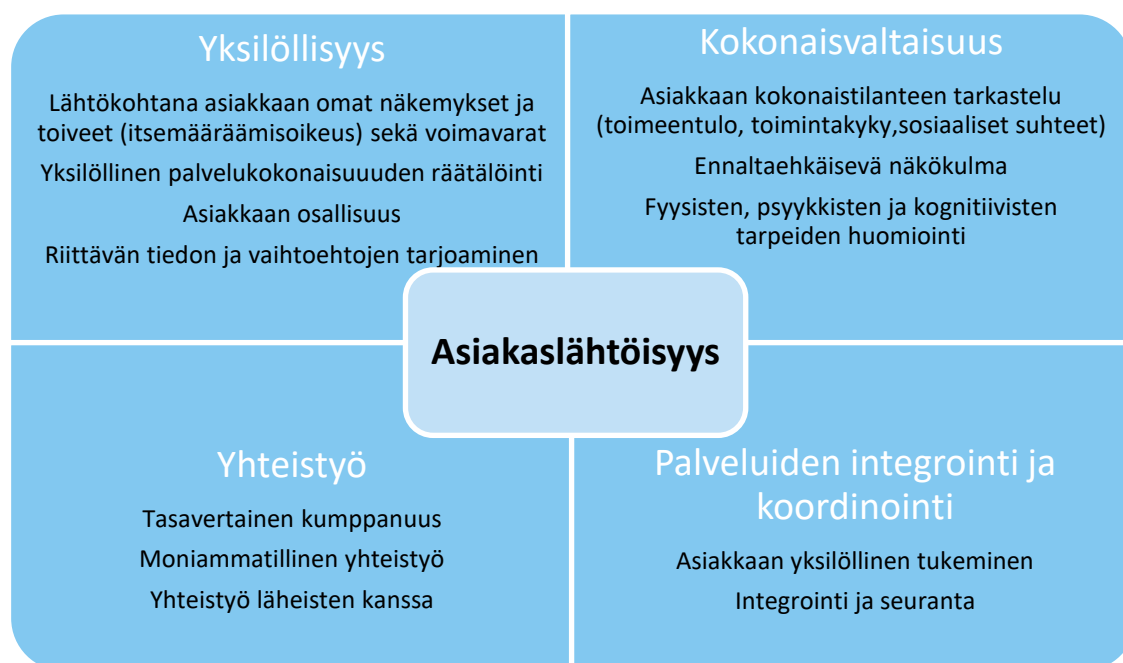 Yksilöllisyys
Lähtökohtana asiakkaan omat näkemykset ja
toiveet (itsemääräämisoikeus) sekä voimavarat
Yksilöllinen palvelukokonaisuuuden räätälöinti
Asiakkaan osallisuus
Riittävän tiedon ja vaihtoehtojen tarjoaminen
Kokonaisvaltaisuus
Asiakkaan kokonaistilanteen tarkastelu
(toimeentulo, toimintakyky,sosiaaliset suhteet)
Ennaltaehkäisevä näkökulma
Fyysisten, psyykkisten ja kognitiivisten
tarpeiden huomiointi
Asiakaslähtöisyys
Yhteistyö
Tasavertainen kumppanuus
Moniammatillinen yhteistyö
Yhteistyö läheisten kanssa
Palveluiden integrointi ja
koordinointi
Asiakkaan yksilöllinen tukeminen
Integrointi ja seuranta